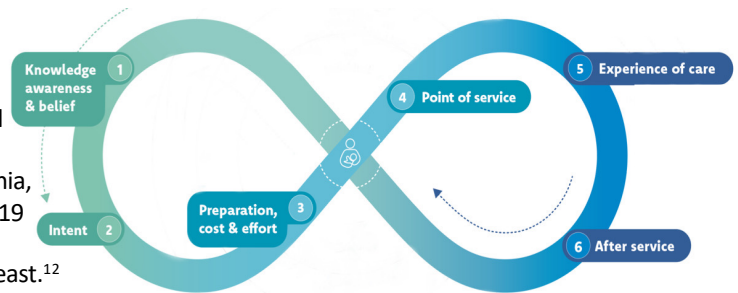 Knowledge
awareness
& belief
1
Intent 2
Preparation,
cost & effort
3
4 Point of service
5 Experience of care
6 After service
nia,
19
east.12